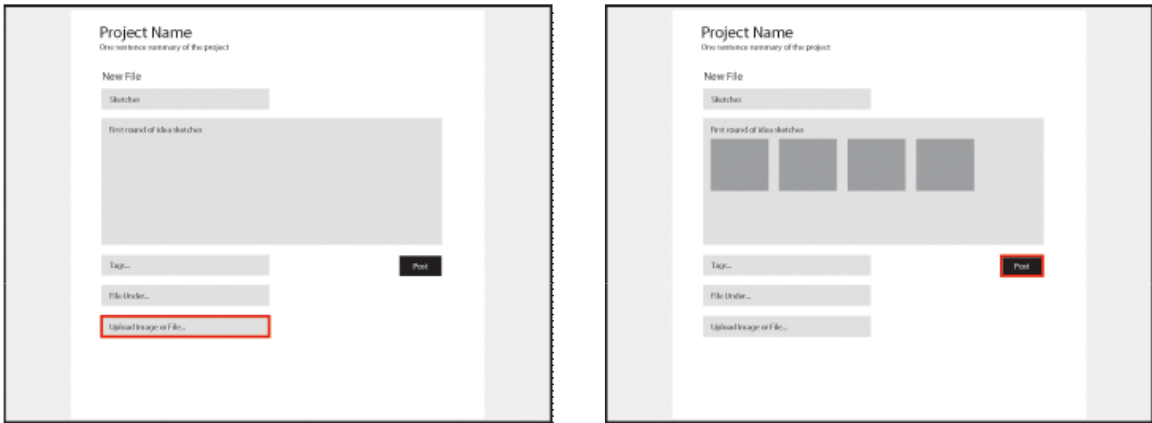 Project Name
One sentence summary of the project
New File
Sketches
First round of idea sketches
Tags...
Post
File Under...
Upload Image or File...
Project Name
One sentence summary of the project
New File
Sketches
First round of idea sketches
Tags...
Post
File Under...
Upload Image or File...